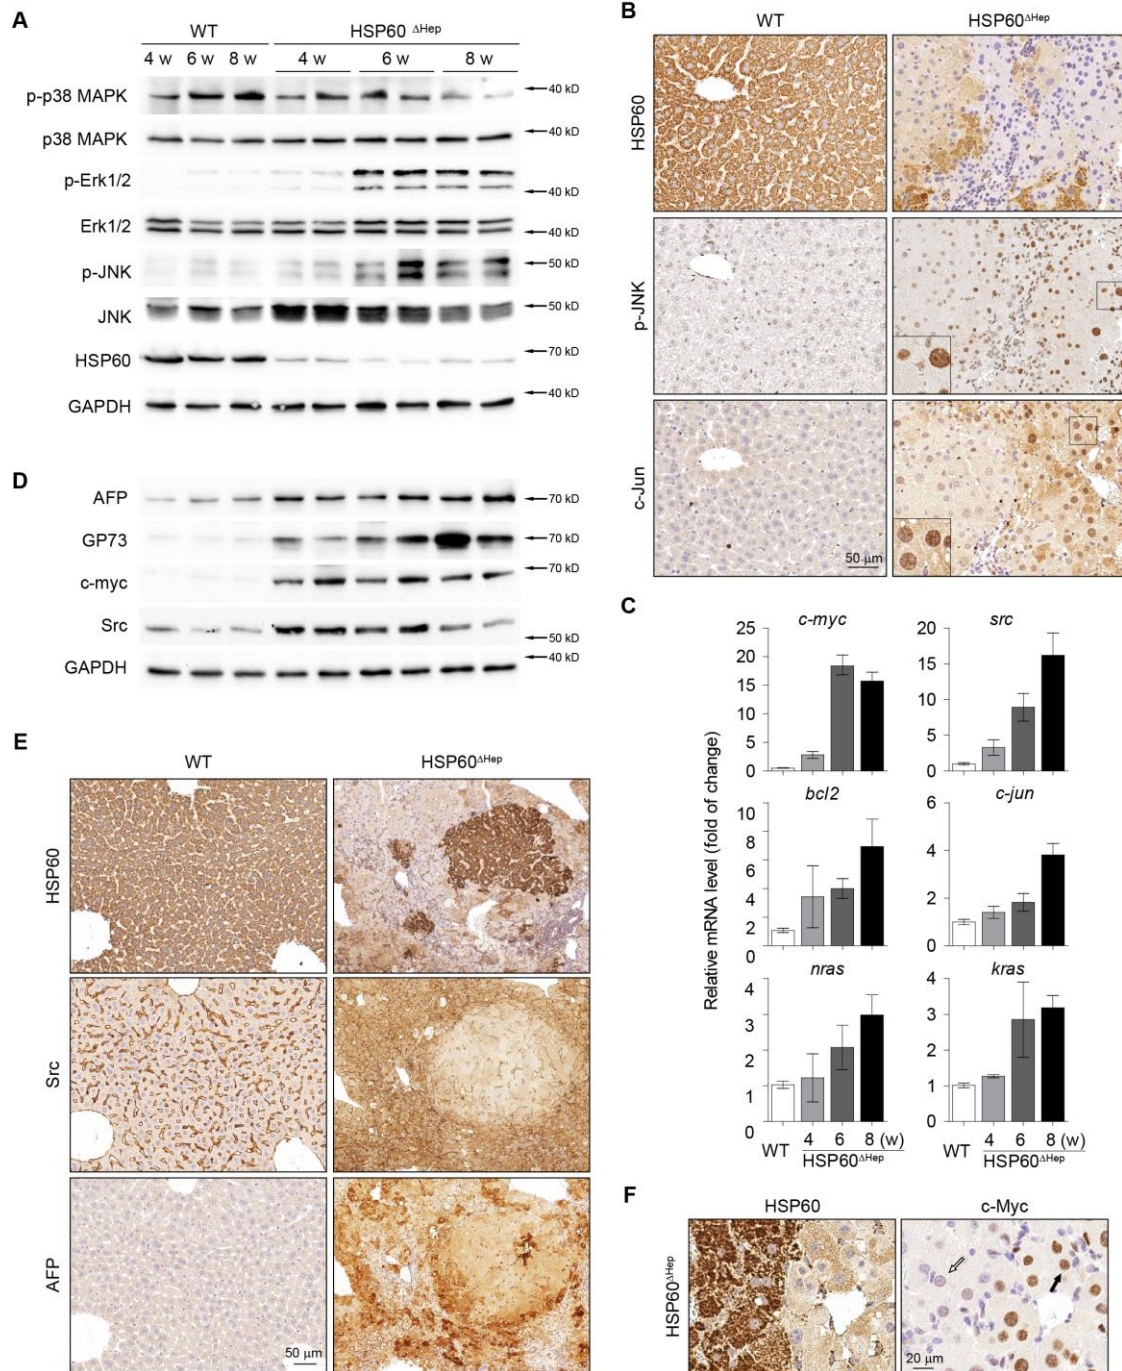 A
WT HSP60 ΔHep
4 w 6 w 8 w 4 w 6 w 8 w
p-p38 MAPK 40 kD
p38 MAPK 40 kD
p-Erk1/2 40 kD
Erk1/2 40 kD
p-JNK 50 kD
JNK 50 kD
HSP60 70 kD
GAPDH 40 kD
B
WT HSP60ΔHep
HSP60
p-JNK
c-Jun
50 μm
D
AFP 70 kD
GP73 70 kD
c-myc 70 kD
Src 50 kD
GAPDH 40 kD
C
Relative mRNA level (fold of change)
c-myc
25
20
15
10
5
0
src
20
15
10
5
0
bcl2
8
6
4
2
0
c-jun
6
4
2
0
nras
4
3
2
1
0
kras
4
3
2
1
0
WT 4 6 8 (w)
HSP60ΔHep
WT 4 6 8 (w)
HSP60ΔHep
E
WT HSP60ΔHep
HSP60
Src
AFP
50 μm
F
HSP60 c-Myc
HSP60ΔHep
20 μm